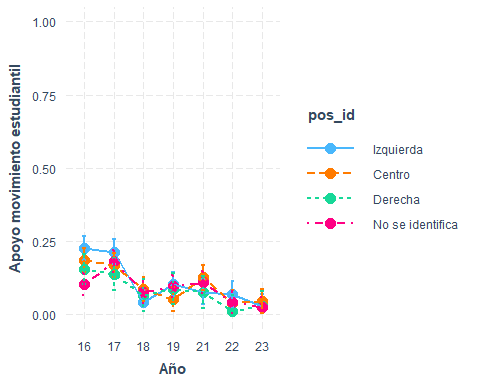 1.00
0.75
0.50
0.25
0.00
Apoyo movimiento estudiantil
16 17 18 19 21 22 23
Año
pos_id
Izquierda
Centro
Derecha
No se identifica